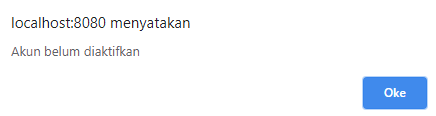 localhost:8080 menyatakan
Akun belum diaktifkan
Oke